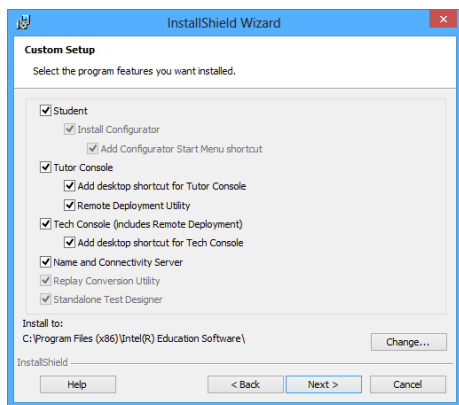 InstallShield Wizard
Custom Setup
Select the program features you want installed.
Student
Install Configurator
Add Configurator Start Menu shortcut
Tutor Console
Add desktop shortcut for Tutor Console
Remote Deployment Utility
Tech Console (includes Remote Deployment)
Add desktop shortcut for Tech Console
Name and Connectivity Server
Replay Conversion Utility
Standalone Test Designer
Install to:
C:\Program Files (x86)\Intel(R) Education Software\
Change...
InstallShield
Help
< Back
Next >
Cancel